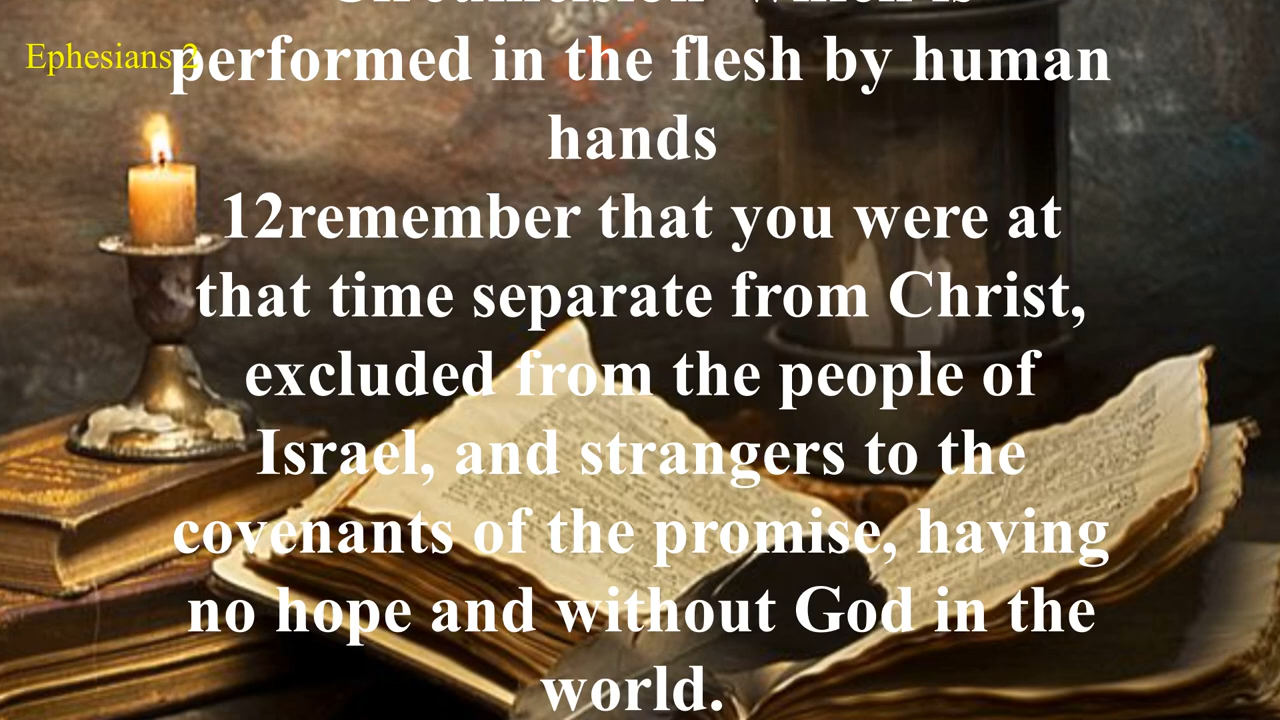 Ephesians 2
performed in the flesh by human
hands
12remember that you were at
that time separate from Christ,
excluded from the people of
Israel, and strangers to the
covenants of the promise, having
no hope and without God in the
world.